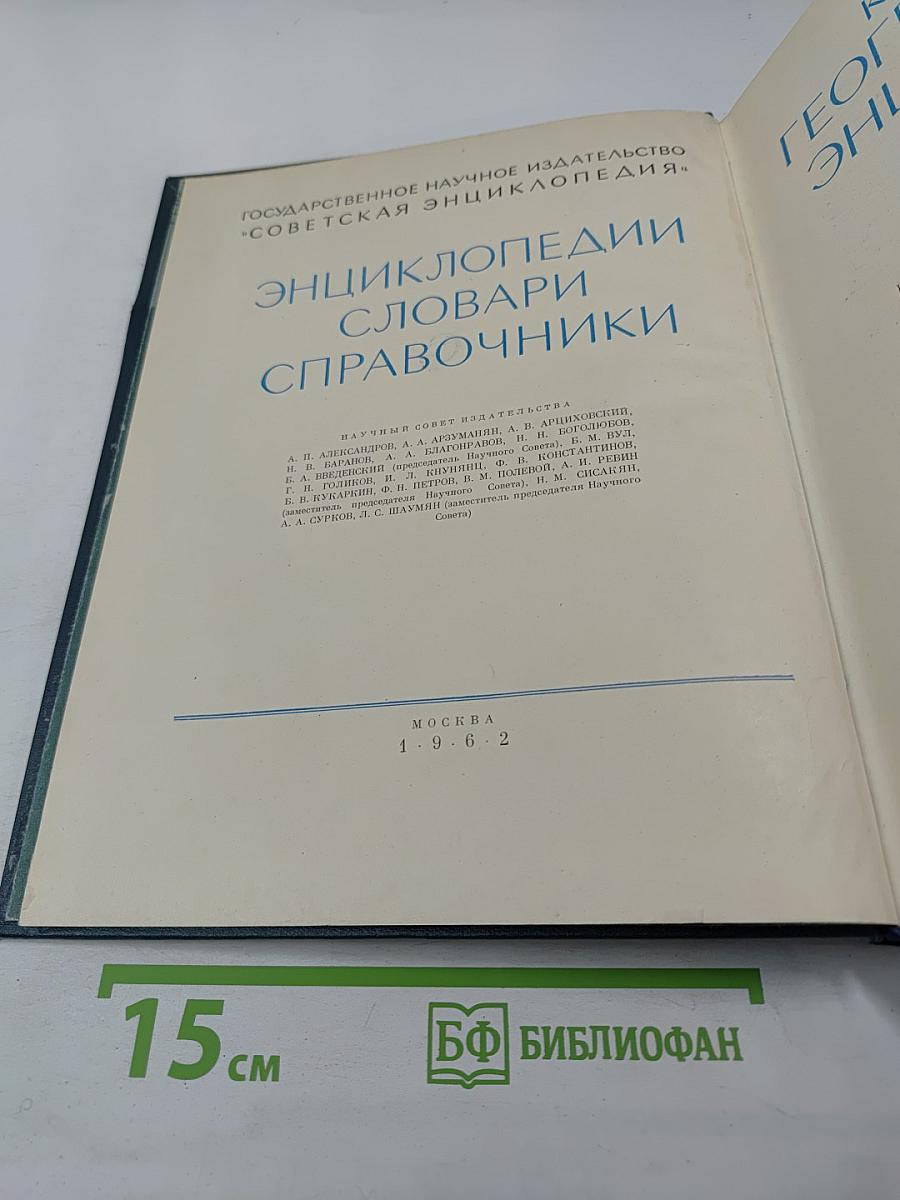 ГОСУДАРСТВЕННОЕ НАУЧНОЕ ИЗДАТЕЛЬСТВО
"СОВЕТСКАЯ ЭНЦИКЛОПЕДИЯ"
ЭНЦИКЛОПЕДИИ
СЛОВАРИ
СПРАВОЧНИКИ
НАУЧНЫЙ СОВЕТ ИЗДАТЕЛЬСТВА
А. П. АЛЕКСАНДРОВ, А. А. АРЗУМАНЯН, А. В. АРЦИХОВСКИЙ,
Н. В. БАРАНОВ, А. А. БЛАГОНРАВОВ, Н. Н. БОГОЛЮБОВ,
Б. А. ВВЕДЕНСКИЙ (председатель Научного Совета), Б. М. ВУЛ,
Г. Н. ГОЛИКОВ, И. Л. КНУНЯНЦ, Ф. В. КОНСТАНТИНОВ,
Б. В. КУКАРКИН, Ф. Н. ПЕТРОВ, В. М. ПОЛЕВОЙ, А. И. РЕВИН
(заместитель председателя Научного Совета), Н. М. СИСАКЯН,
А. А. СУРКОВ, Л. С. ШАУМЯН (заместитель председателя Научного
Совета)
МОСКВА
1 · 9 · 6 · 2
15 см
БФ БИБЛИОФАН